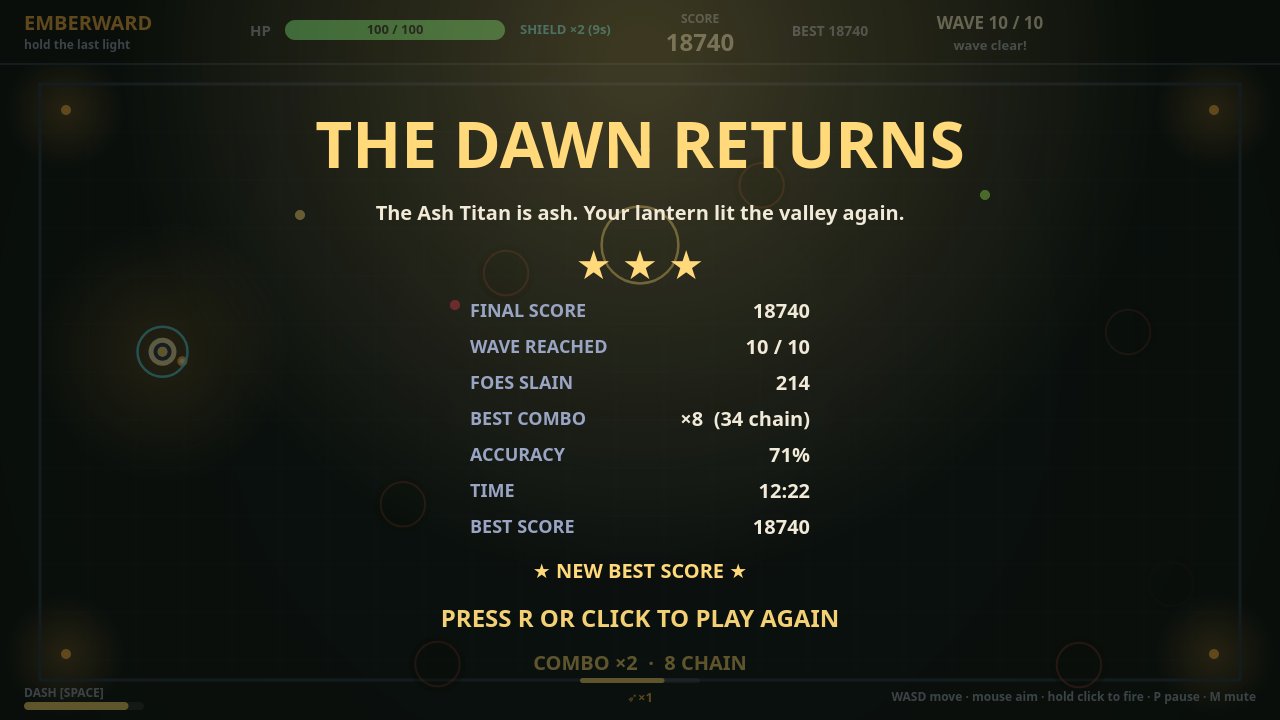 EMBERWARD
hold the last light
HP 100 / 100 SHIELD ×2 (9s)
SCORE
18740
BEST 18740
WAVE 10 / 10
wave clear!
THE DAWN RETURNS
The Ash Titan is ash. Your lantern lit the valley again.
★ ★ ★
FINAL SCORE 18740
WAVE REACHED 10 / 10
FOES SLAIN 214
BEST COMBO ×8 (34 chain)
ACCURACY 71%
TIME 12:22
BEST SCORE 18740
★ NEW BEST SCORE ★
PRESS R OR CLICK TO PLAY AGAIN
COMBO ×2 · 8 CHAIN
DASH [SPACE]
➶×1
WASD move · mouse aim · hold click to fire · P pause · M mute